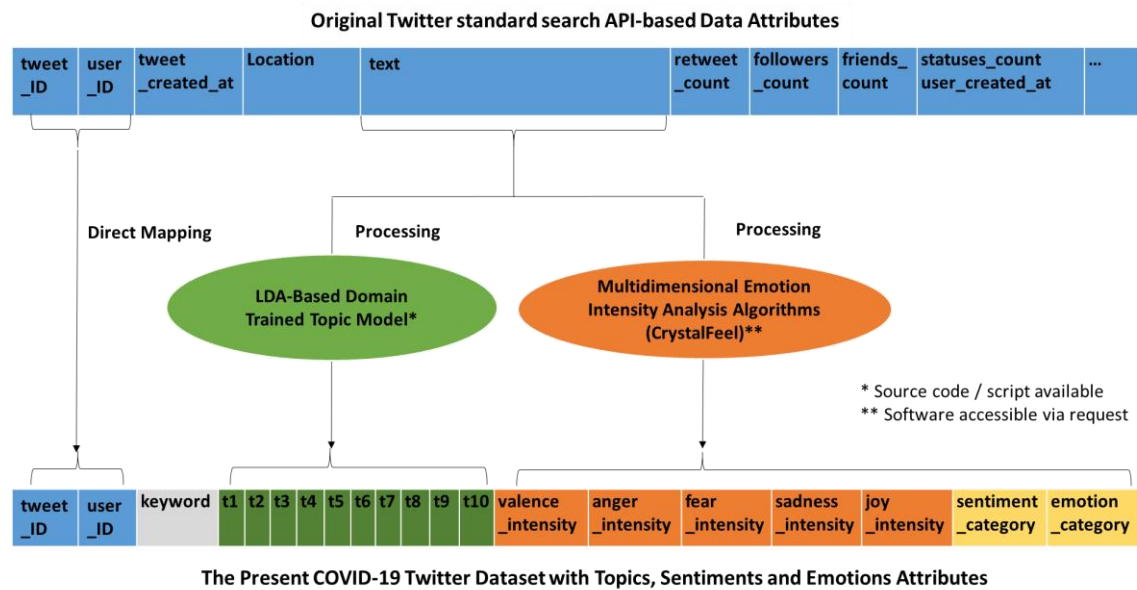 Original Twitter standard search API-based Data Attributes
tweet
_ID
user
_ID
tweet
_created_at
Location
text
retweet
_count
followers
_count
friends_
count
statuses_count
user_created_at
...
Direct Mapping
Processing
Processing
LDA-Based Domain
Trained Topic Model*
Multidimensional Emotion
Intensity Analysis Algorithms
(CrystalFeel)**
* Source code / script available
** Software accessible via request
tweet
_ID
user
_ID
keyword
t1
t2
t3
t4
t5
t6
t7
t8
t9
t10
valence
_intensity
anger
_intensity
fear
_intensity
sadness
_intensity
joy
_intensity
sentiment
_category
emotion
_category
The Present COVID-19 Twitter Dataset with Topics, Sentiments and Emotions Attributes